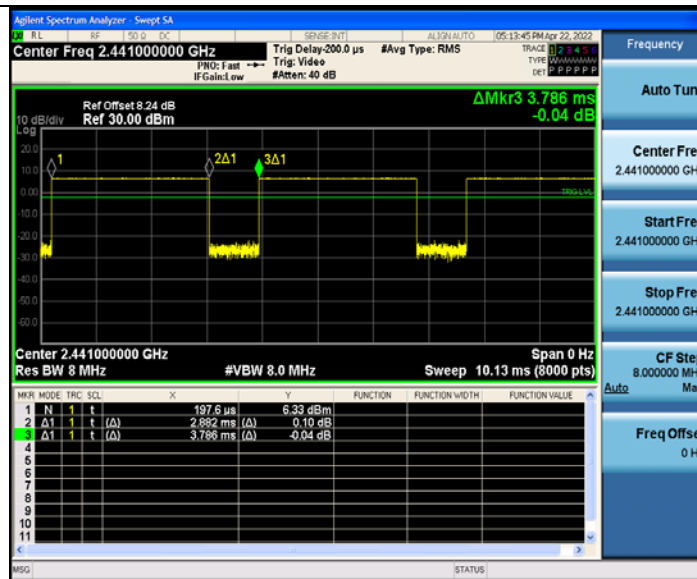 Agilent Spectrum Analyzer - Swept SA
RL RF 50 Ω DC SENSE:INT ALIGN AUTO 05:13:45 PM Apr 22, 2022
Center Freq 2.441000000 GHz
Trig Delay-200.0 µs #Avg Type: RMS TRACE 1 2 3 4 5 6
PNO: Fast Trig: Video TYPE WWWWWW
IFGain:Low #Atten: 40 dB DET P P P P P P
ΔMkr3 3.786 ms
-0.04 dB
Ref Offset 8.24 dB
10 dB/div Ref 30.00 dBm
Log
20.0
10.0
0.00
-10.0
-20.0
-30.0
-40.0
-50.0
-60.0
1
2Δ1
3Δ1
TRIG LVL
Center 2.441000000 GHz Span 0 Hz
Res BW 8 MHz #VBW 8.0 MHz Sweep 10.13 ms (8000 pts)
MKR MODE TRC SCL X Y FUNCTION FUNCTION WIDTH FUNCTION VALUE
1 N 1 t 197.6 µs 6.33 dBm
2 Δ1 1 t (Δ) 2.882 ms (Δ) 0.10 dB
3 Δ1 1 t (Δ) 3.786 ms (Δ) -0.04 dB
4
5
6
7
8
9
10
11
MSG STATUS
Frequency
Auto Tun
Center Fre
2.441000000 GH
Start Fre
2.441000000 GH
Stop Fre
2.441000000 GH
CF Ste
8.000000 MH
Auto Ma
Freq Offse
0 H